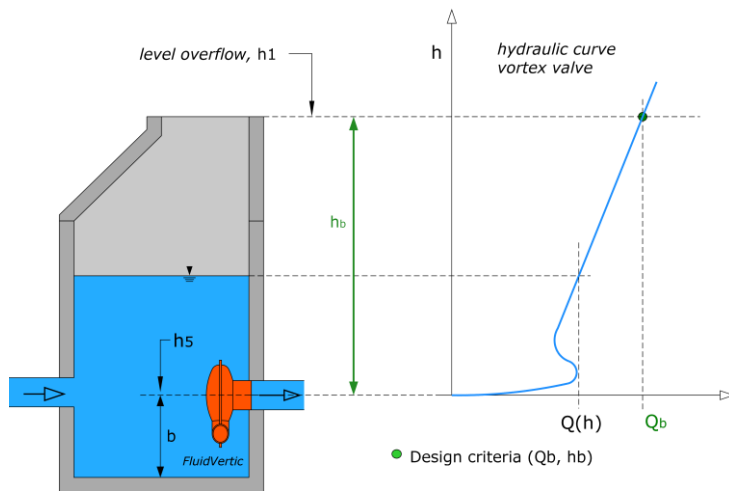 level overflow, h1
h
hydraulic curve
vortex valve
hb
h5
b
FluidVertic
Q(h)
Qb
Design criteria (Qb, hb)